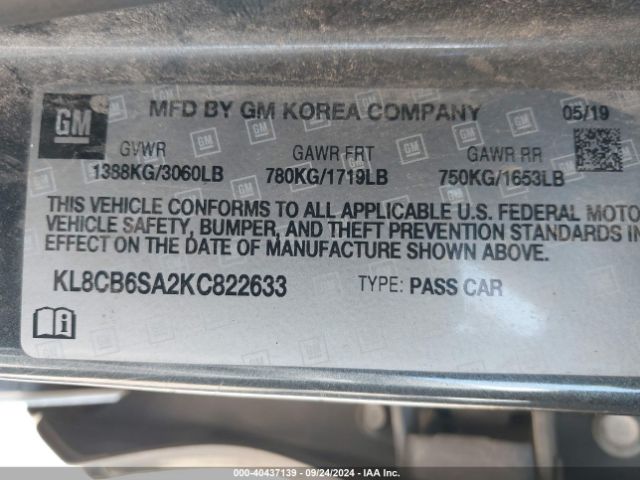 GM
MFD BY GM KOREA COMPANY
05/19
GVWR GAWR FRT GAWR RR
1388KG/3060LB 780KG/1719LB 750KG/1653LB
THIS VEHICLE CONFORMS TO ALL APPLICABLE U.S. FEDERAL MOTO
VEHICLE SAFETY, BUMPER, AND THEFT PREVENTION STANDARDS IN
EFFECT ON THE DATE OF MANUFACTURE SHOWN ABOVE.
KL8CB6SA2KC822633 TYPE: PASS CAR
000-40437139 - 09/24/2024 - IAA Inc.